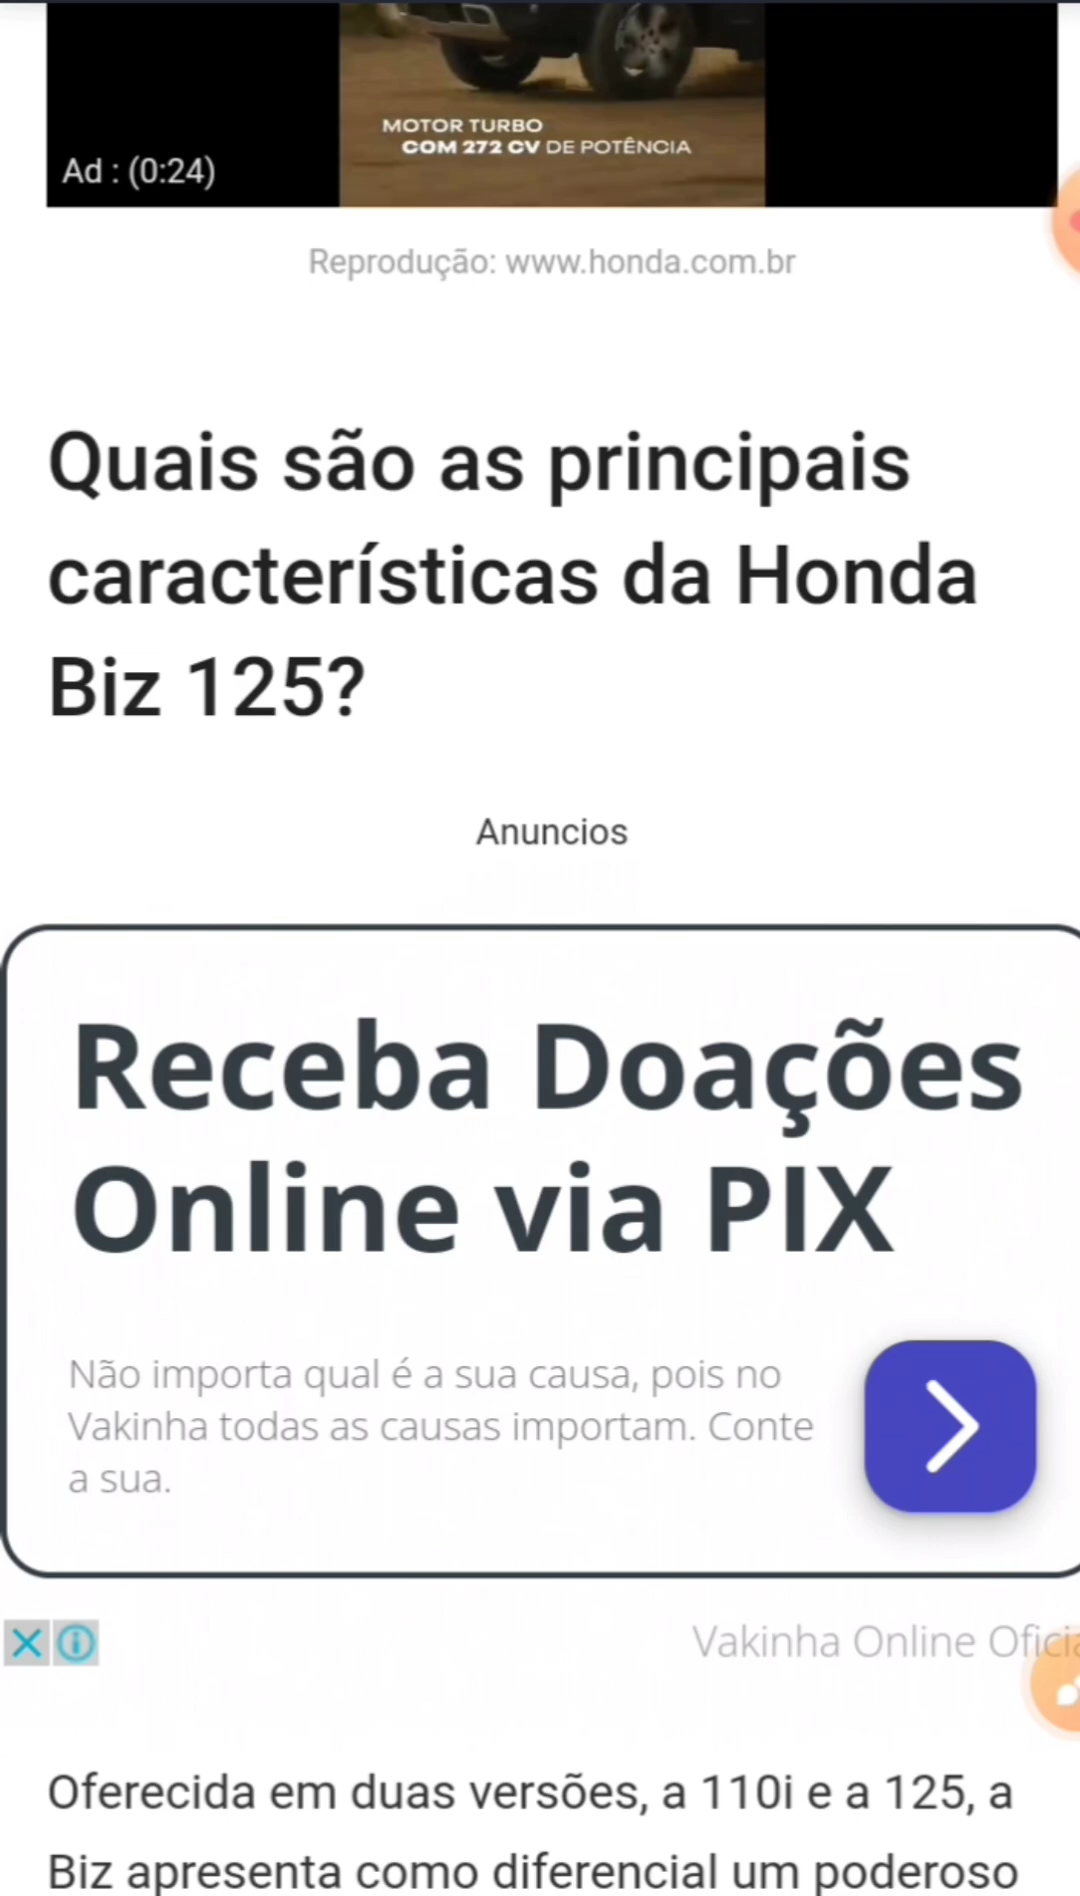 MOTOR TURBO
COM 272 CV DE POTÊNCIA
Ad : (0:24)
Reprodução: www.honda.com.br
Quais são as principais
características da Honda
Biz 125?
Anuncios
Receba Doações
Online via PIX
Não importa qual é a sua causa, pois no
Vakinha todas as causas importam. Conte
a sua.
Vakinha Online
Oferecida em duas versões, a 110i e a 125, a
Biz apresenta como diferencial um poderoso